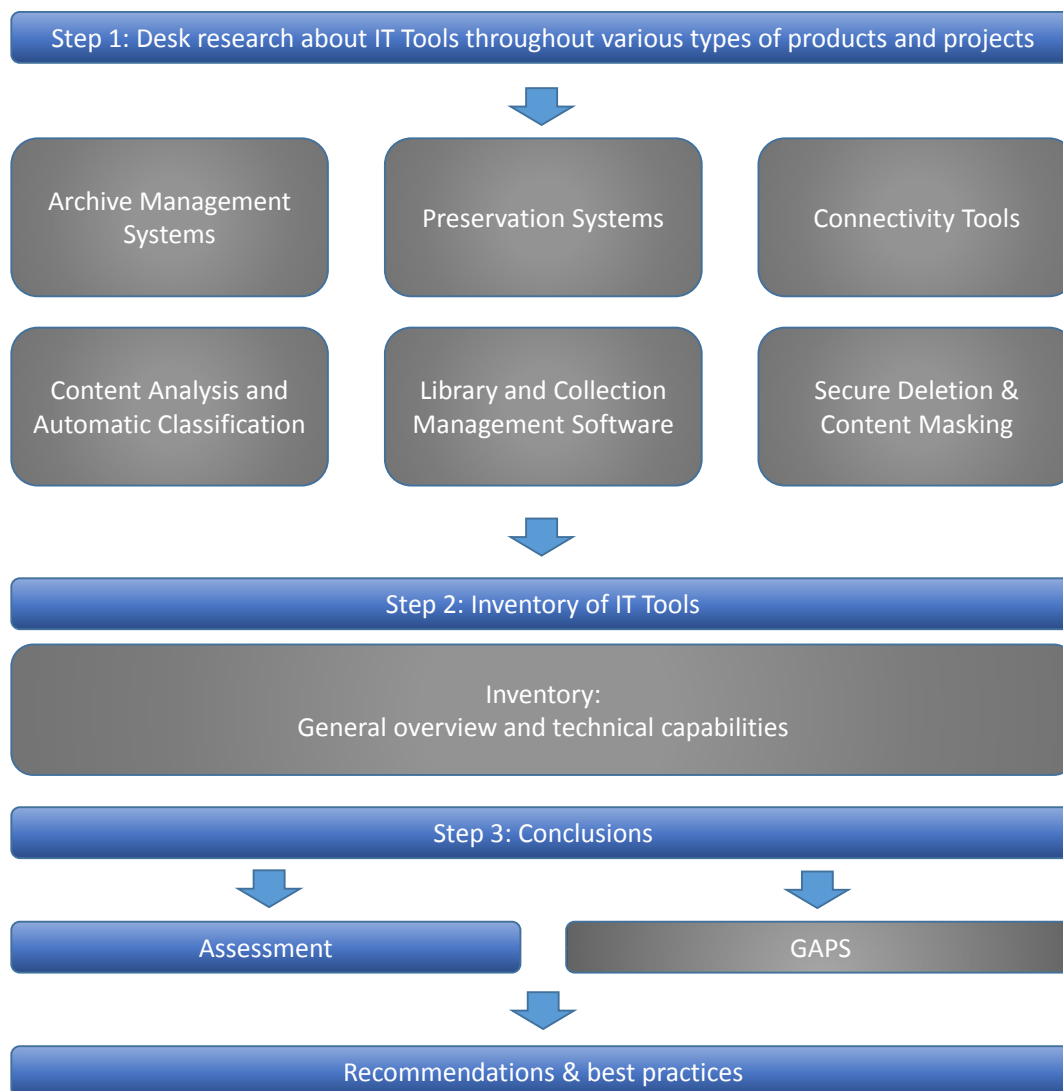 Step 1: Desk research about IT Tools throughout various types of products and projects
Archive Management
Systems
Preservation Systems
Connectivity Tools
Content Analysis and
Automatic Classification
Library and Collection
Management Software
Secure Deletion &
Content Masking
Step 2: Inventory of IT Tools
Inventory:
General overview and technical capabilities
Step 3: Conclusions
Assessment
GAPS
Recommendations & best practices